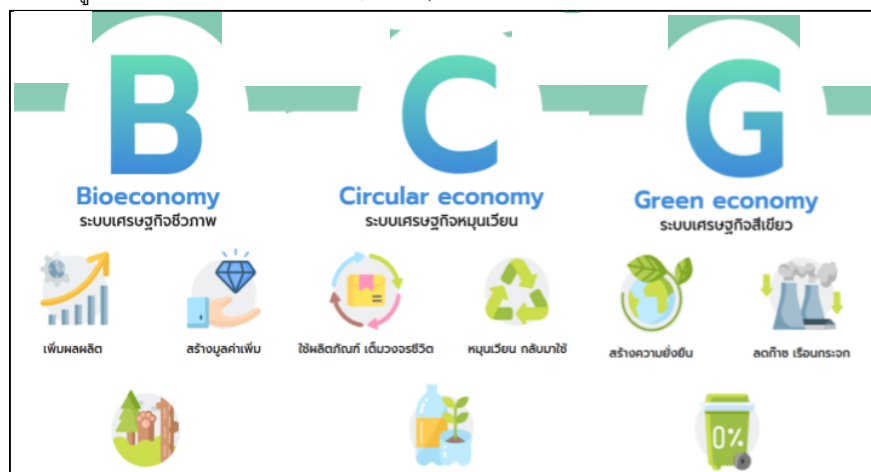 B
C
G
Bioeconomy
Circular economy
Green economy
ระบบเศรษฐกิจชีวภาพ
ระบบเศรษฐกิจหมุนเวียน
ระบบเศรษฐกิจสีเขียว
เพิ่มผลผลิต
สร้างมูลค่าเพิ่ม
ใช้ผลิตภัณฑ์ เต็มวงจรชีวิต
หมุนเวียน กลับมาใช้
สร้างความยั่งยืน
ลดก๊าซ เรือนกระจก
0%